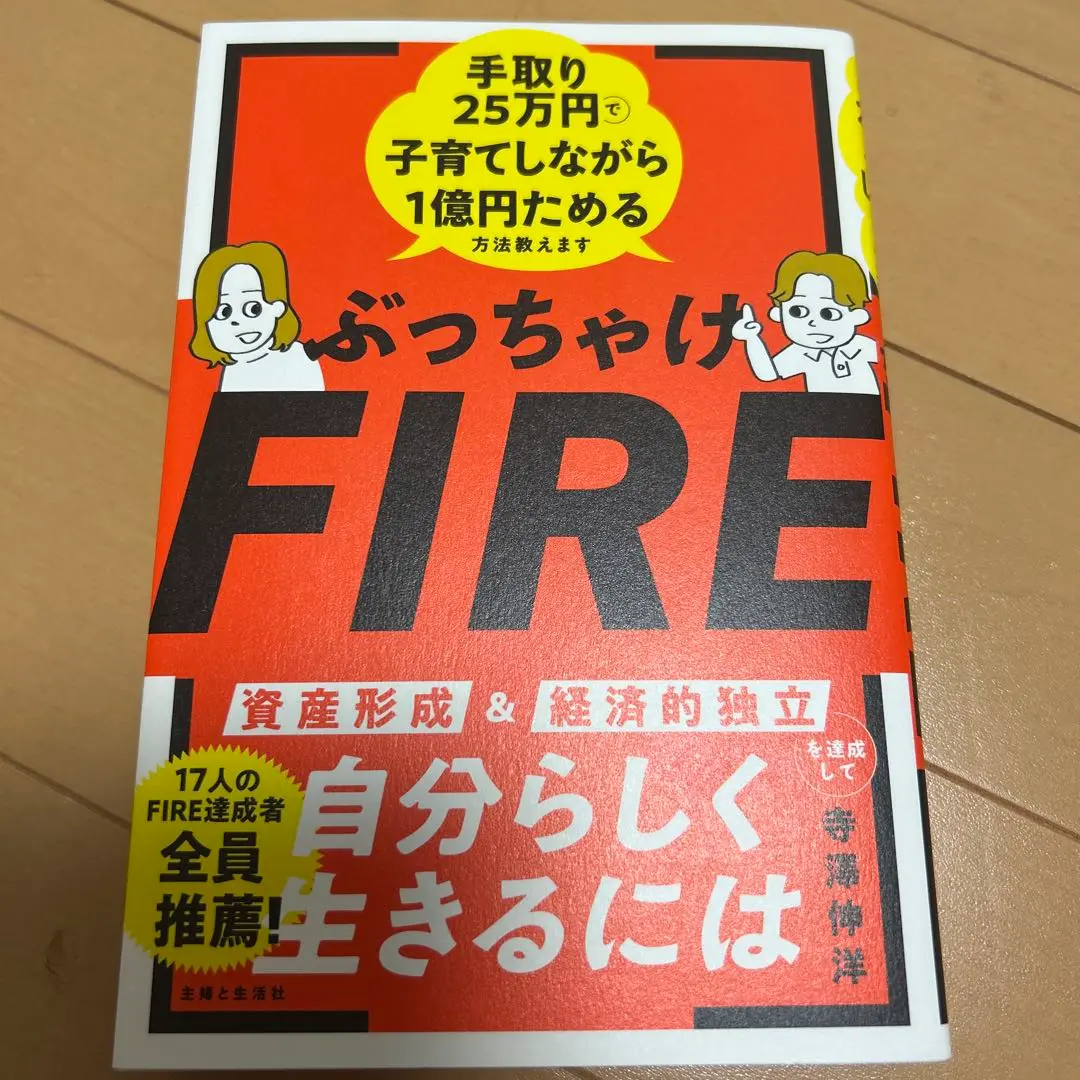 手取り
25万円で
子育てしながら
1億円ためる
方法教えます
ぶっちゃけ
FIRE
資産形成&経済的独立
を達成
して
自分らしく
生きるには
17人の
FIRE達成者
全員
推薦!
寺澤伸洋
主婦と生活社